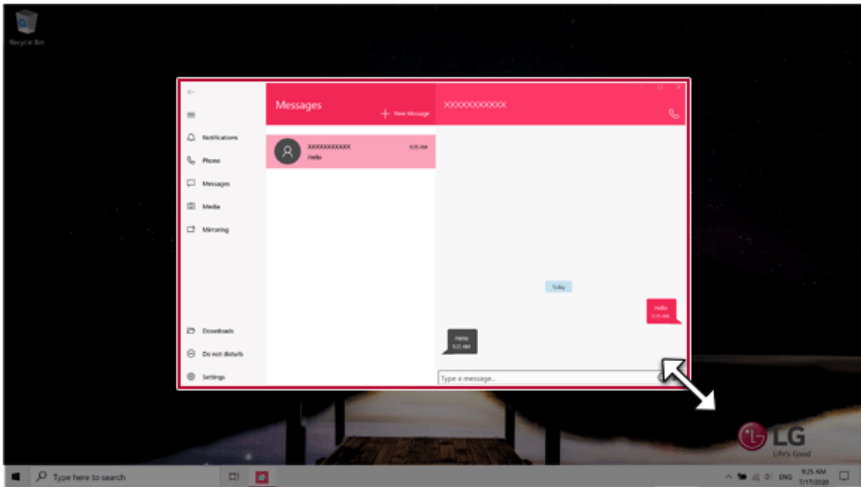 Recycle Bin
Messages
New Message
XXXXXXXXXXX
Notifications
Phone
Messages
Media
Mirroring
Downloads
Do not disturb
Settings
XXXXXXXXXXX
9:25 AM
Hello
Today
Hello
9:25 AM
Hello
9:25 AM
Type a message...
LG
Life's Good
Type here to search
ENG
9:25 AM
7/17/2020